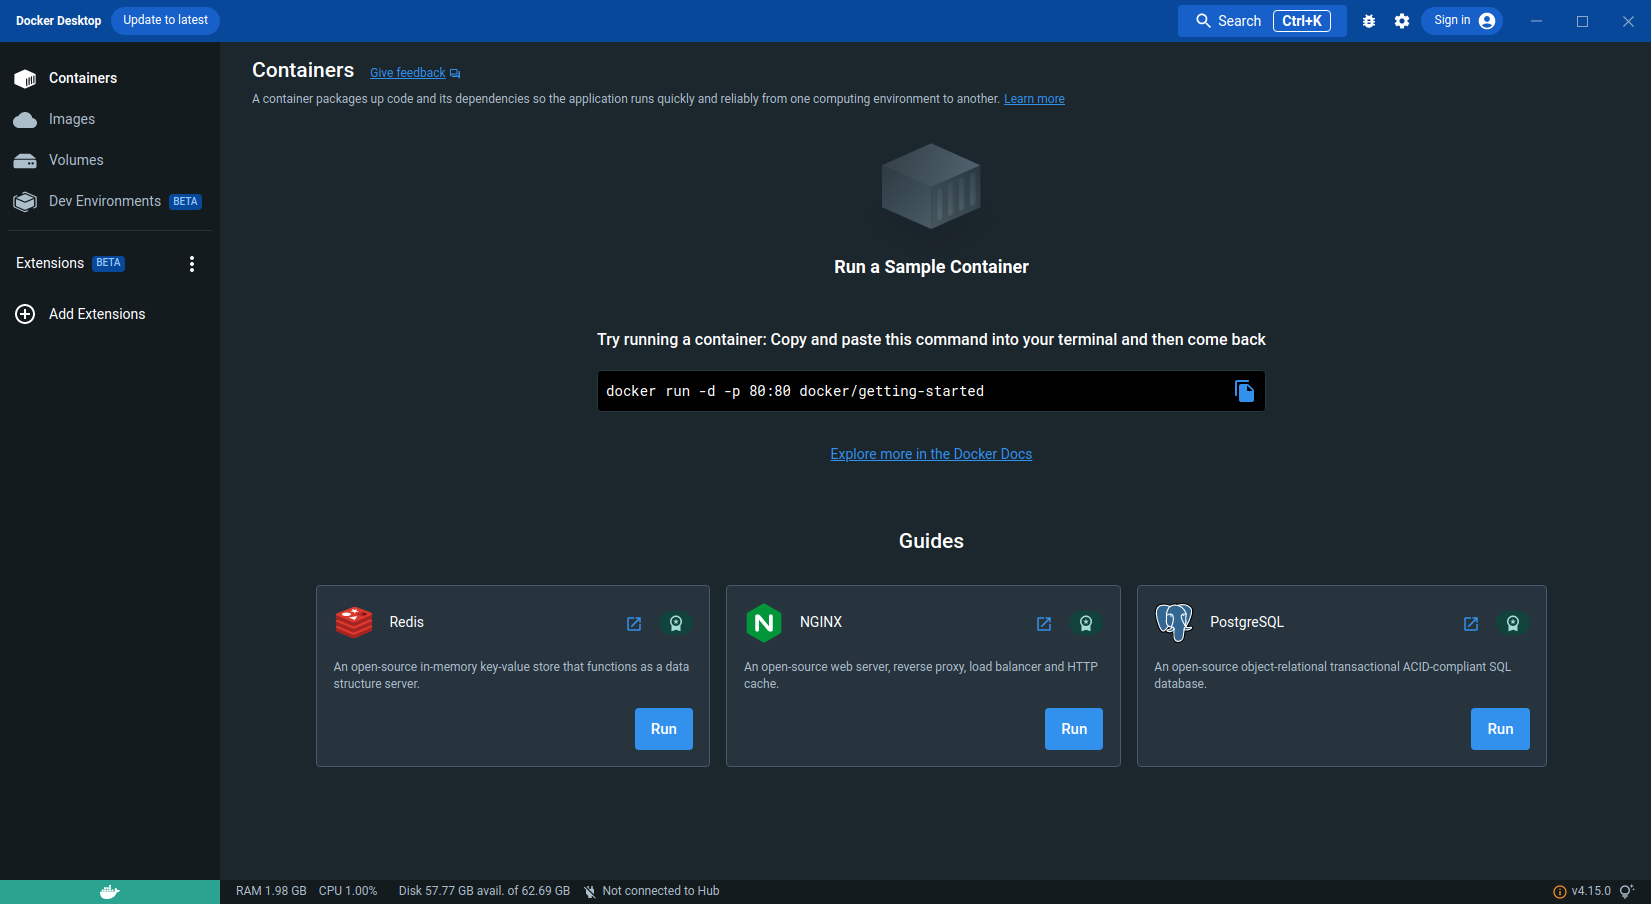 Docker Desktop
Update to latest
Search Ctrl+K
Sign in
Containers
Images
Volumes
Dev Environments BETA
Extensions BETA
Add Extensions
Containers Give feedback
A container packages up code and its dependencies so the application runs quickly and reliably from one computing environment to another. Learn more
Run a Sample Container
Try running a container: Copy and paste this command into your terminal and then come back
docker run -d -p 80:80 docker/getting-started
Explore more in the Docker Docs
Guides
Redis
An open-source in-memory key-value store that functions as a data
structure server.
Run
N NGINX
An open-source web server, reverse proxy, load balancer and HTTP
cache.
Run
PostgreSQL
An open-source object-relational transactional ACID-compliant SQL
database.
Run
RAM 1.98 GB CPU 1.00% Disk 57.77 GB avail. of 62.69 GB Not connected to Hub
v4.15.0